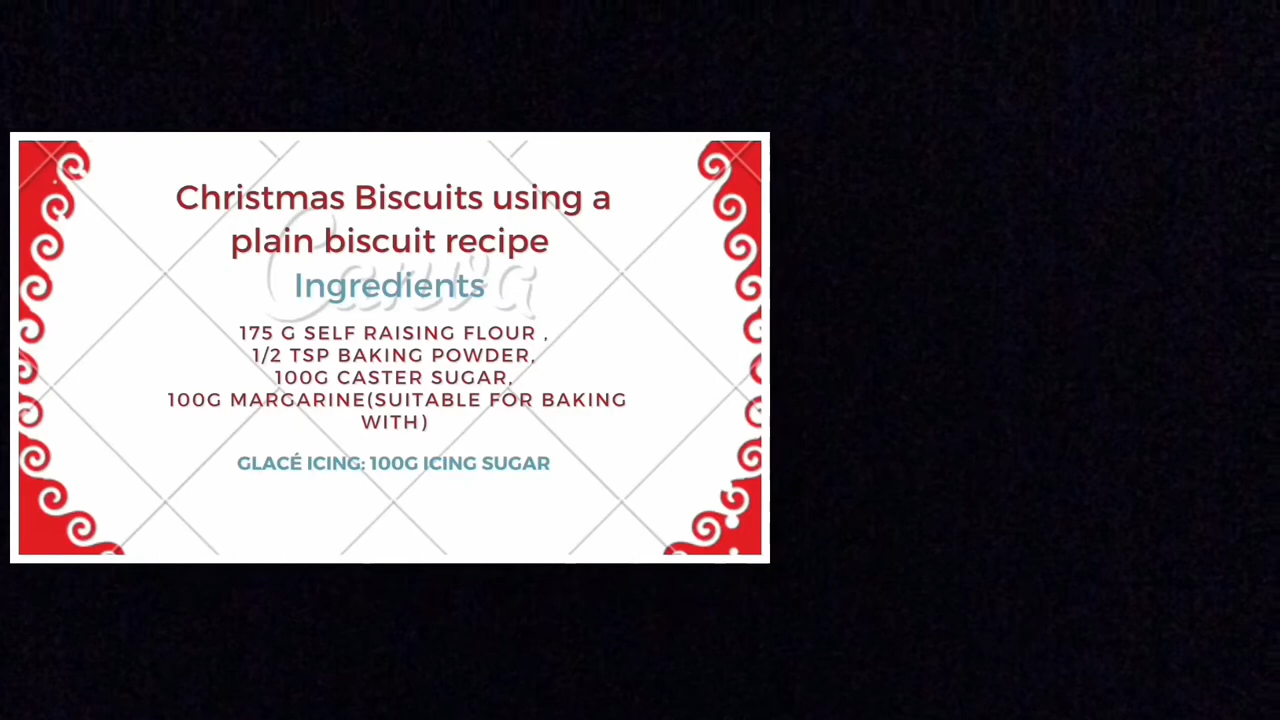 Christmas Biscuits using a
plain biscuit recipe
Canva
Ingredients
175 G SELF RAISING FLOUR ,
1/2 TSP BAKING POWDER,
100G CASTER SUGAR,
100G MARGARINE(SUITABLE FOR BAKING
WITH)
GLACÉ ICING: 100G ICING SUGAR